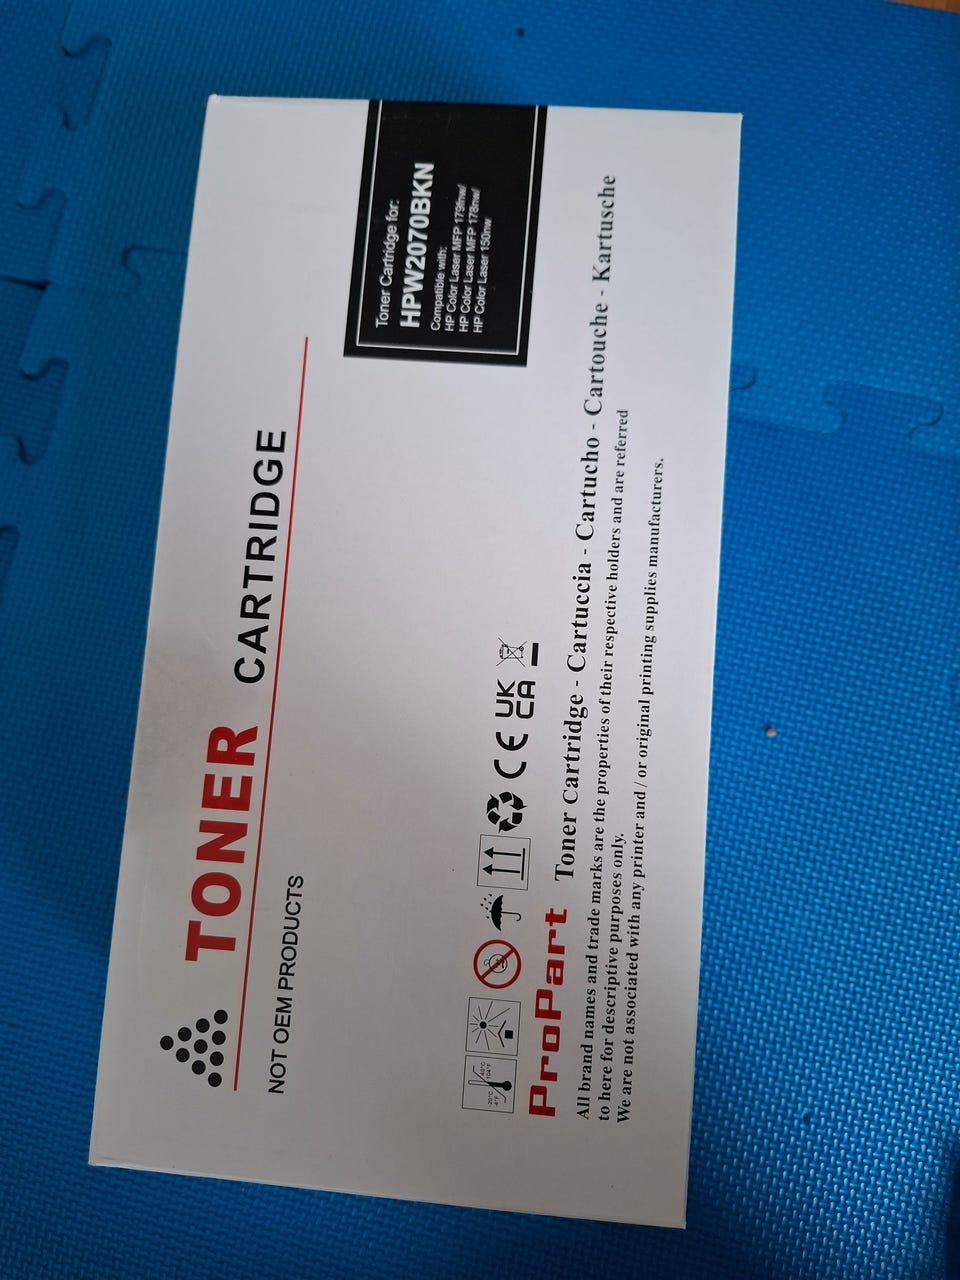 TONER CARTRIDGE
NOT OEM PRODUCTS
Toner Cartridge for:
HPW2070BKN
Compatible with:
HP Color Laser MFP 179fnw/
HP Color Laser MFP 178nw/
HP Color Laser 150nw
CE UK CA
ProPart Toner Cartridge - Cartuccia - Cartucho - Cartouche - Kartusche
All brand names and trade marks are the properties of their respective holders and are referred
to here for descriptive purposes only.
We are not associated with any printer and / or original printing supplies manufacturers.